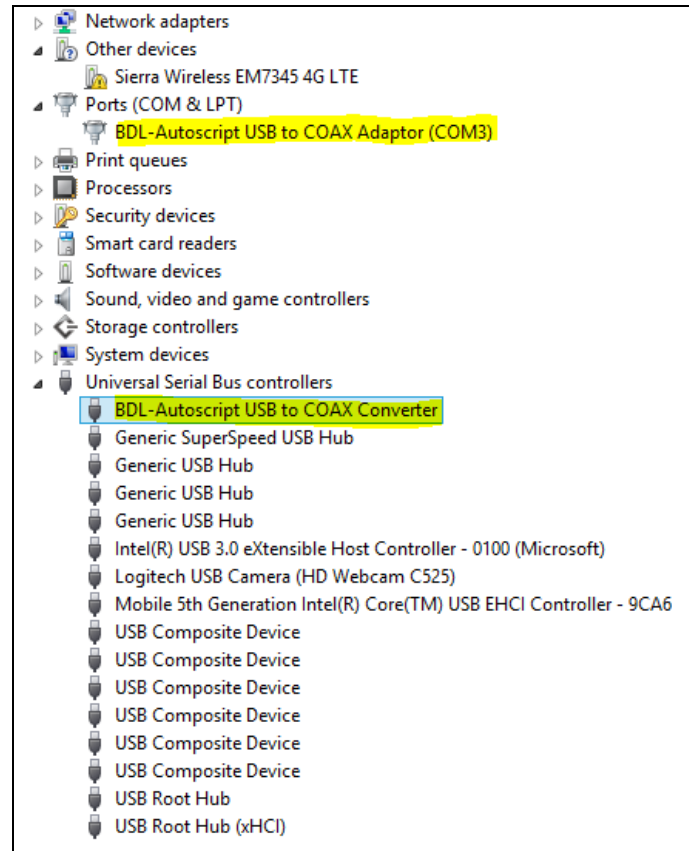 Network adapters
Other devices
Sierra Wireless EM7345 4G LTE
Ports (COM & LPT)
BDL-Autoscript USB to COAX Adaptor (COM3)
Print queues
Processors
Security devices
Smart card readers
Software devices
Sound, video and game controllers
Storage controllers
System devices
Universal Serial Bus controllers
BDL-Autoscript USB to COAX Converter
Generic SuperSpeed USB Hub
Generic USB Hub
Generic USB Hub
Generic USB Hub
Intel(R) USB 3.0 eXtensible Host Controller - 0100 (Microsoft)
Logitech USB Camera (HD Webcam C525)
Mobile 5th Generation Intel(R) Core(TM) USB EHCI Controller - 9CA6
USB Composite Device
USB Composite Device
USB Composite Device
USB Composite Device
USB Composite Device
USB Composite Device
USB Root Hub
USB Root Hub (xHCI)